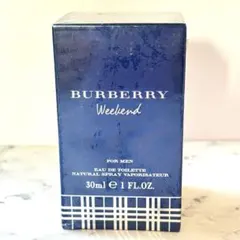 BURBERRY
Weekend
FOR MEN
EAU DE TOILETTE
NATURAL SPRAY VAPORISATEUR
30ml e 1 FL.OZ.